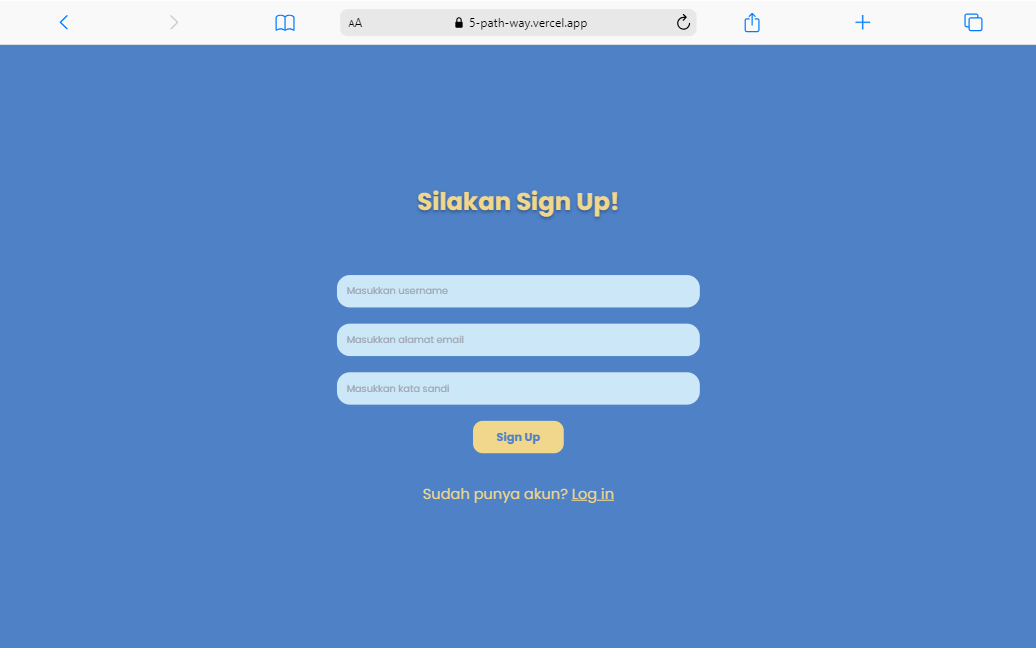 AA 5-path-way.vercel.app
Silakan Sign Up!
Masukkan username
Masukkan alamat email
Masukkan kata sandi
Sign Up
Sudah punya akun? Log in